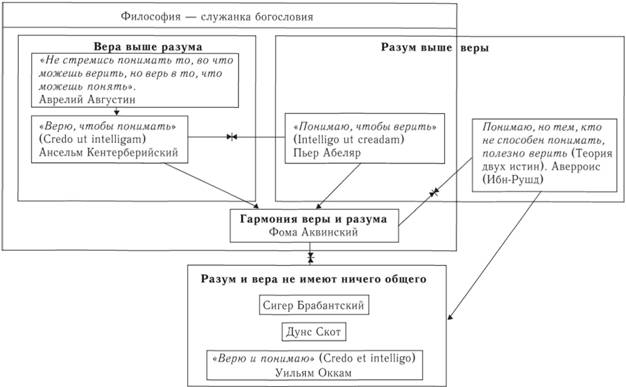 Философия — служанка богословия
Вера выше разума
«Не стремись понимать то, во что
можешь верить, но верь в то, что
можешь понять».
Аврелий Августин
«Верю, чтобы понимать»
(Credo ut intelligam)
Ансельм Кентерберийский
Разум выше веры
«Понимаю, чтобы верить»
(Intelligo ut creadam)
Пьер Абеляр
Понимаю, но тем, кто
не способен понимать,
полезно верить (Теория
двух истин). Аверроис
(Ибн-Рушд)
Гармония веры и разума
Фома Аквинский
Разум и вера не имеют ничего общего
Сигер Брабантский
Дунс Скот
«Верю и понимаю» (Credo et intelligo)
Уильям Оккам